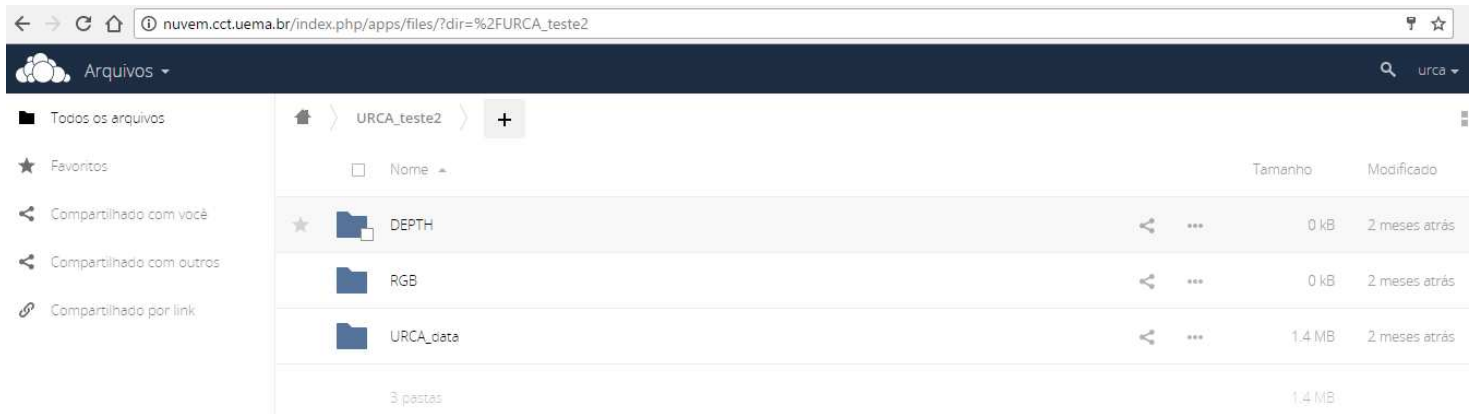 nuvem.cct.uema.br/index.php/apps/files/?dir=%2FURCA_teste2
Arquivos
urca
Todos os arquivos
URCA_teste2
+
Favoritos
Nome
Tamanho
Modificado
Compartilhado com você
DEPTH
0 kB
2 meses atrás
Compartilhado com outros
RGB
0 kB
2 meses atrás
Compartilhado por link
URCA_data
1.4 MB
2 meses atrás
3 pastas
1.4 MB